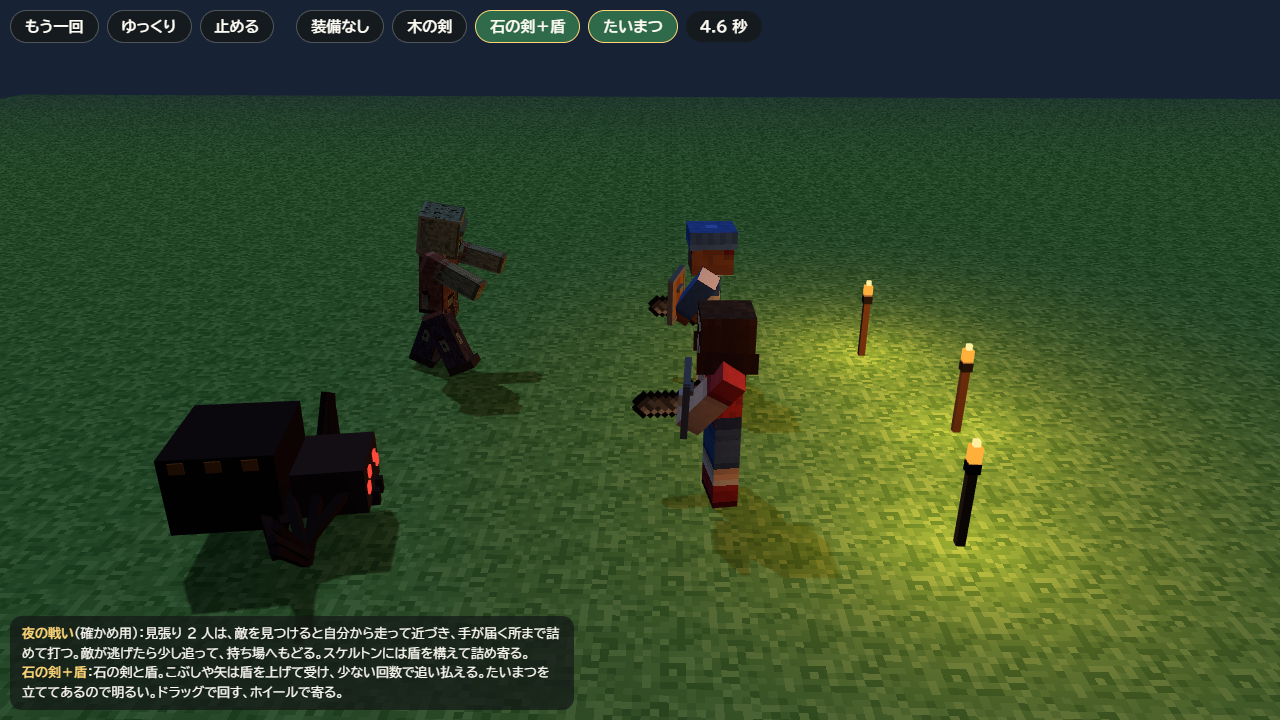 もう一回 ゆっくり 止める 装備なし 木の剣 石の剣＋盾 たいまつ 4.6 秒
夜の戦い（確かめ用）：見張り 2 人は、敵を見つけると自分から走って近づき、手が届く所まで詰
めて打つ。敵が逃げたら少し追って、持ち場へもどる。スケルトンには盾を構えて詰め寄る。
石の剣＋盾：石の剣と盾。こぶしや矢は盾を上げて受け、少ない回数で追い払える。たいまつを
立ててあるので明るい。ドラッグで回す、ホイールで寄る。